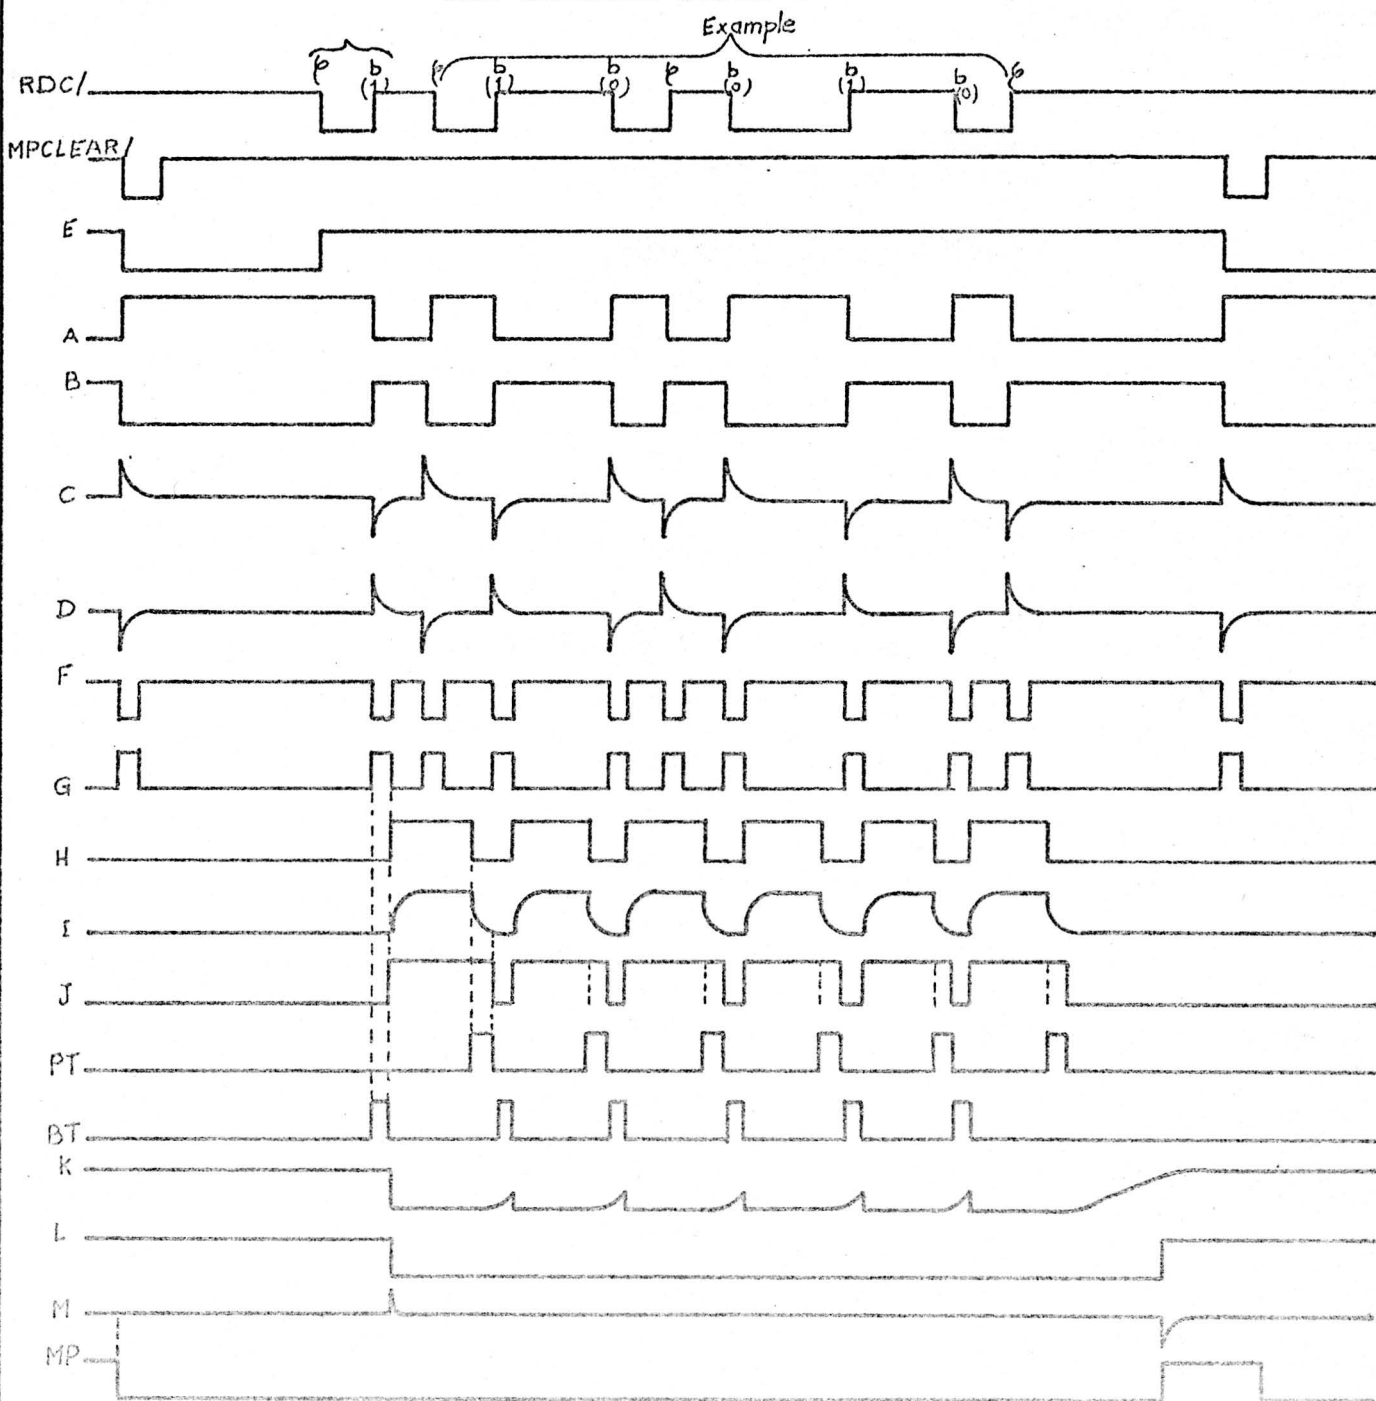 Example
φ b φ b b φ b b b φ
RDC/ (1) (1) (0) (0) (1) (0)
MPCLEAR/
E
A
B
C
D
F
G
H
I
J
PT
BT
K
L
M
MP